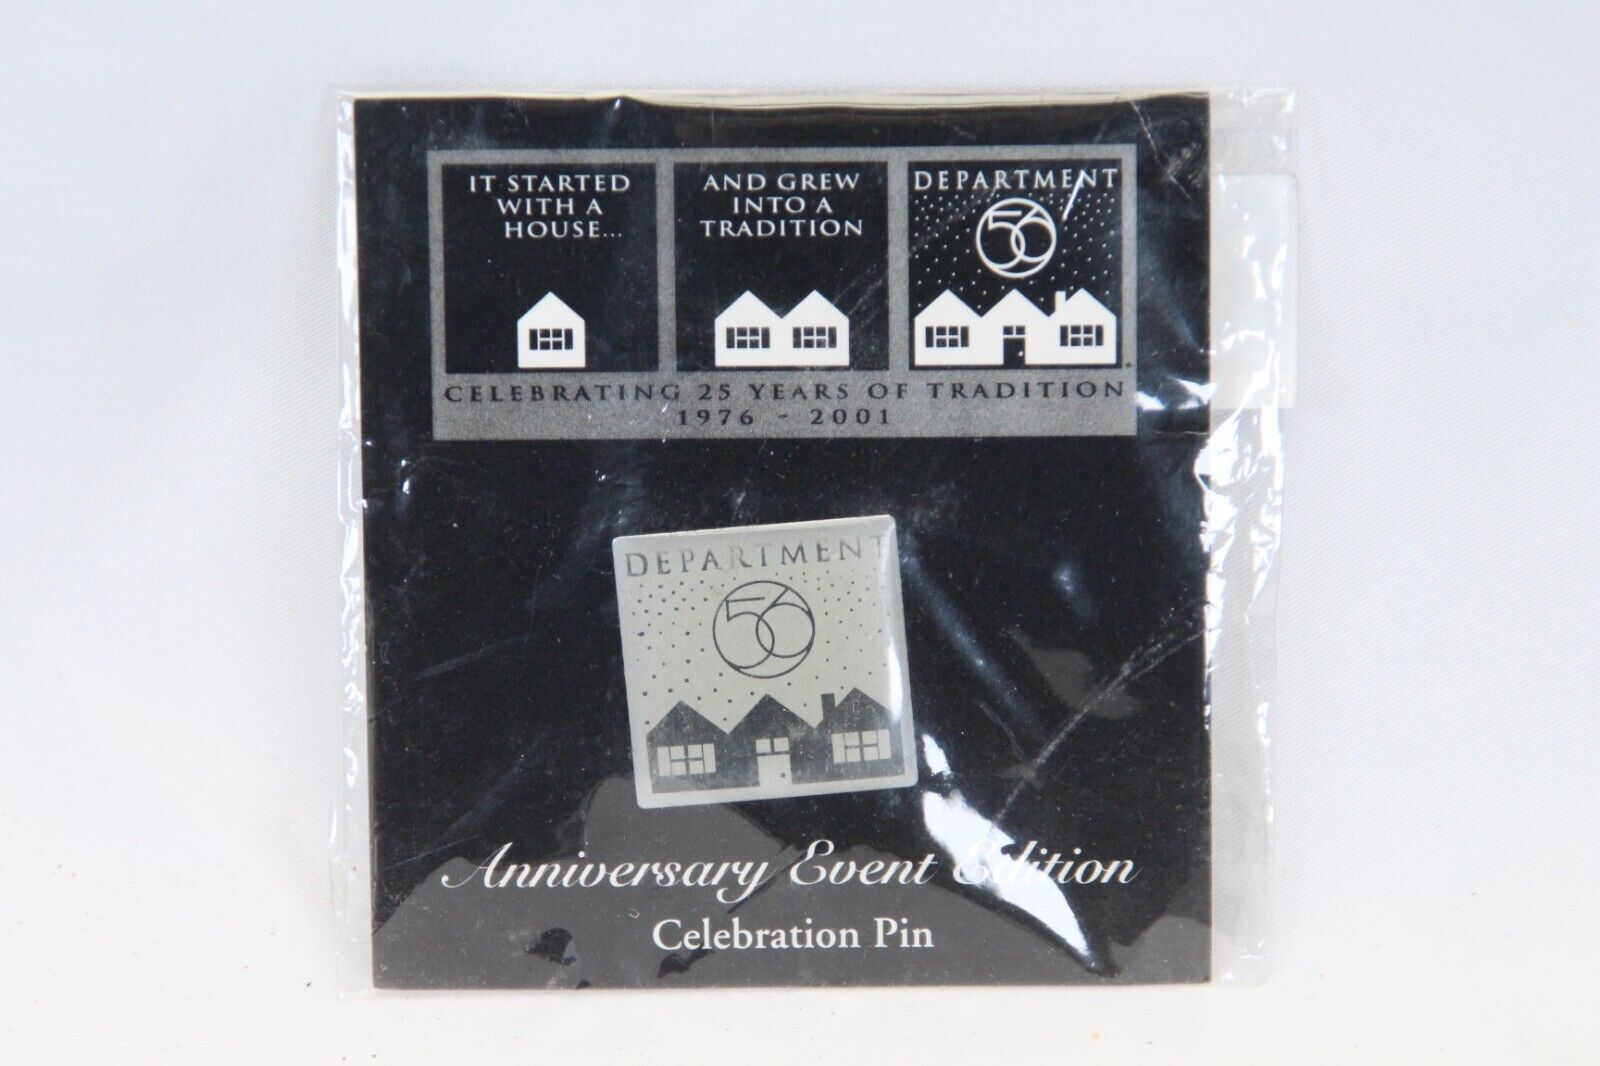 IT STARTED
WITH A
HOUSE...
AND GREW
INTO A
TRADITION
DEPARTMENT
56
CELEBRATING 25 YEARS OF TRADITION
1976 - 2001
DEPARTMENT
56
Anniversary Event Edition
Celebration Pin